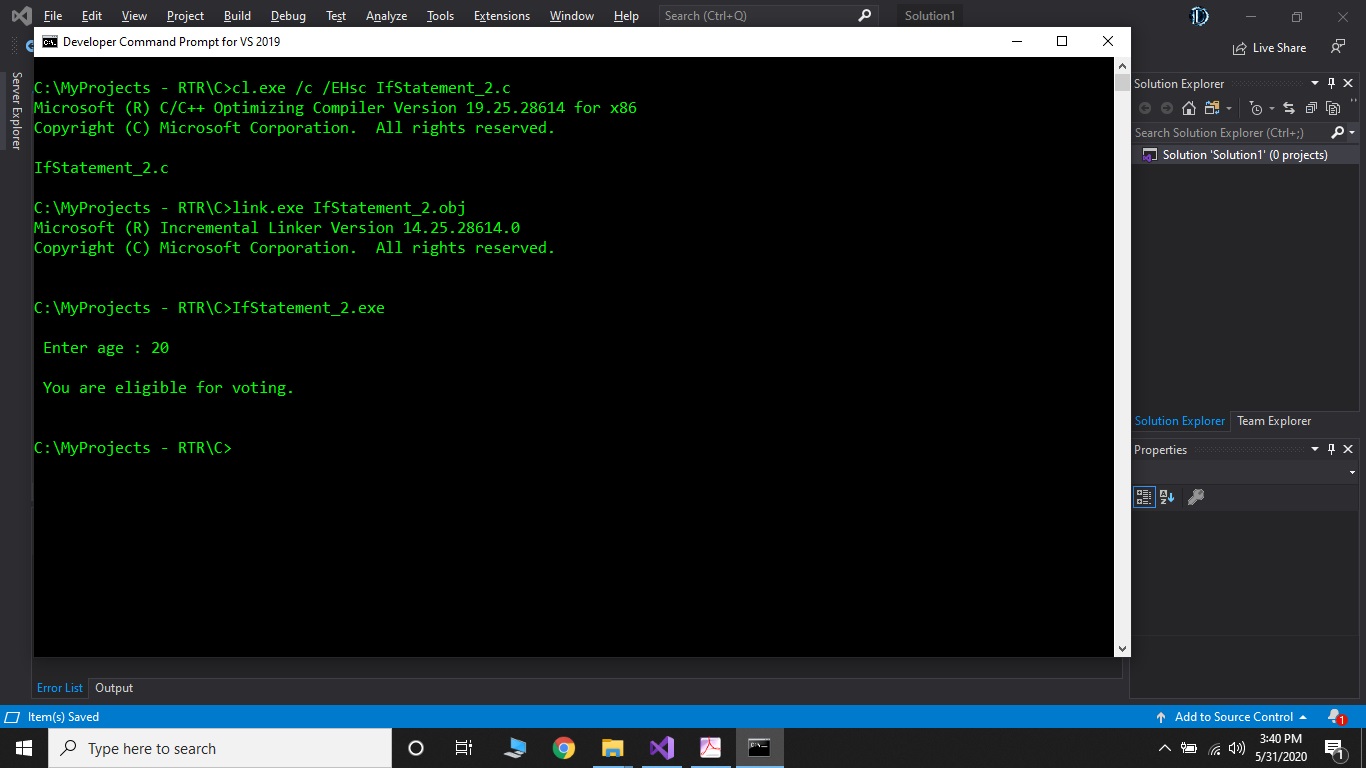 File Edit View Project Build Debug Test Analyze Tools Extensions Window Help Search (Ctrl+Q) Solution1
Developer Command Prompt for VS 2019
Live Share
Server Explorer
C:\MyProjects - RTR\C>cl.exe /c /EHsc IfStatement_2.c
Microsoft (R) C/C++ Optimizing Compiler Version 19.25.28614 for x86
Copyright (C) Microsoft Corporation.  All rights reserved.
IfStatement_2.c
C:\MyProjects - RTR\C>link.exe IfStatement_2.obj
Microsoft (R) Incremental Linker Version 14.25.28614.0
Copyright (C) Microsoft Corporation.  All rights reserved.
C:\MyProjects - RTR\C>IfStatement_2.exe
Enter age : 20
You are eligible for voting.
C:\MyProjects - RTR\C>
Solution Explorer
Search Solution Explorer (Ctrl+;)
Solution 'Solution1' (0 projects)
Solution Explorer Team Explorer
Properties
Error List Output
Item(s) Saved Add to Source Control 1
Type here to search
3:40 PM
5/31/2020
1